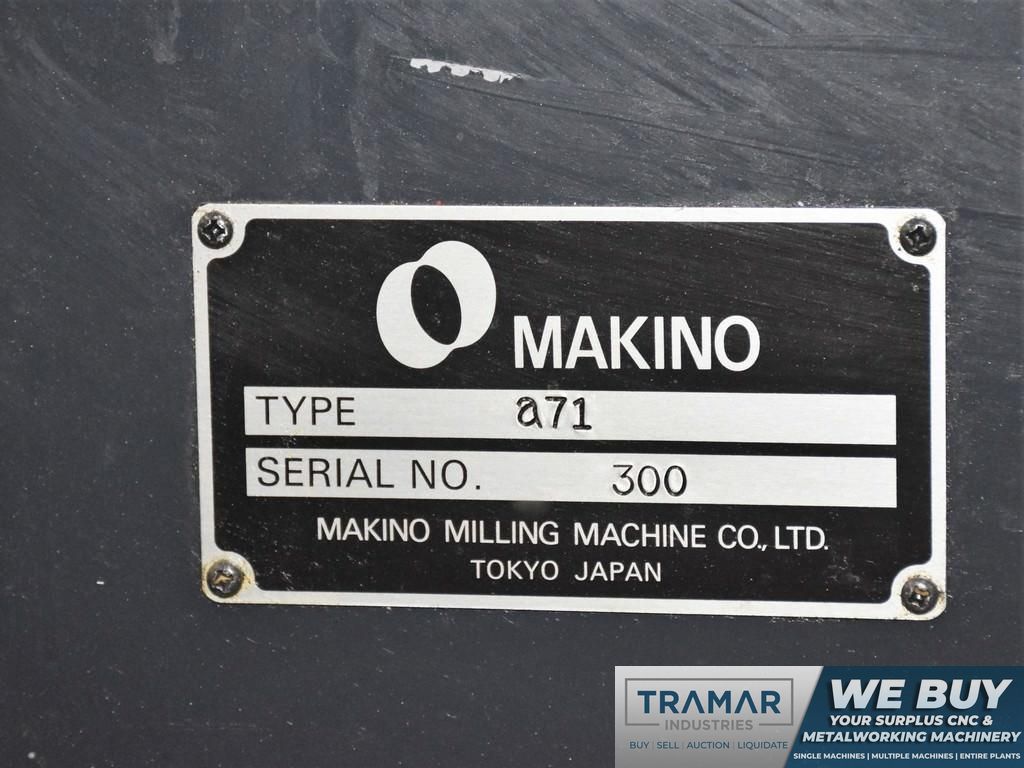 MAKINO
TYPE a71
SERIAL NO. 300
MAKINO MILLING MACHINE CO., LTD.
TOKYO JAPAN
TRAMAR
INDUSTRIES
BUY | SELL | AUCTION | LIQUIDATE
WE BUY
YOUR SURPLUS CNC &
METALWORKING MACHINERY
SINGLE MACHINES | MULTIPLE MACHINES | ENTIRE PLANTS